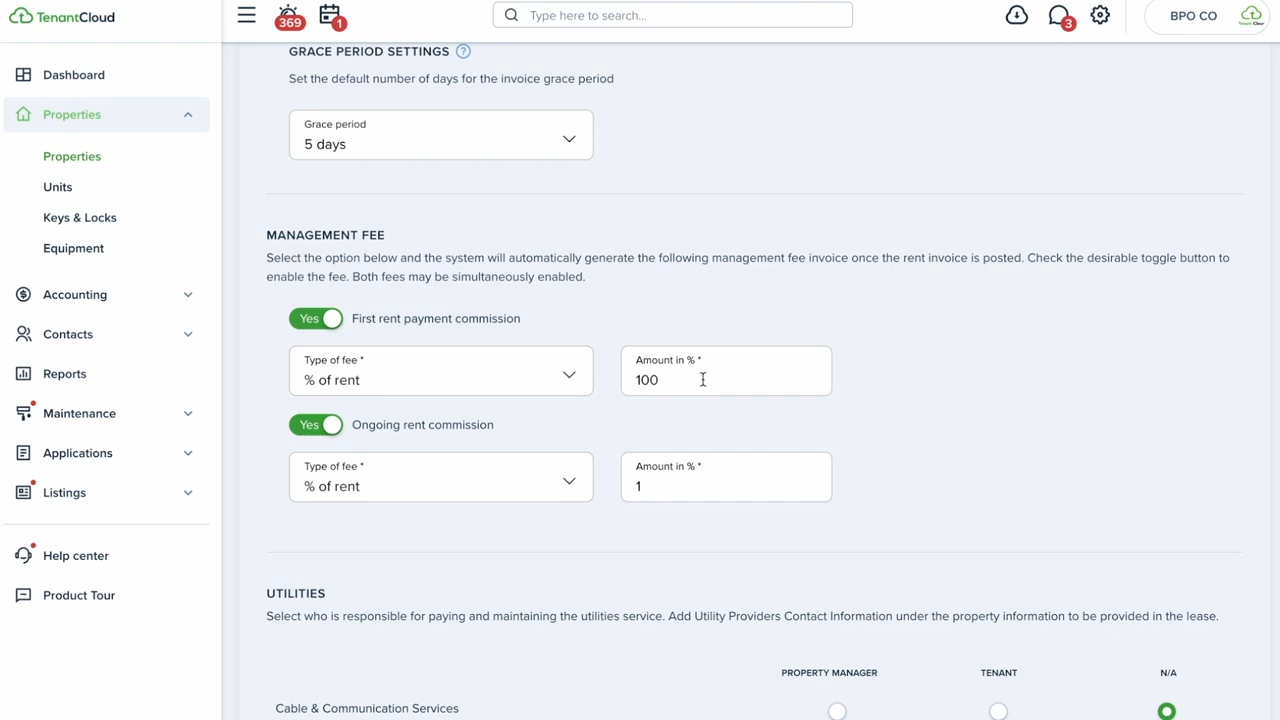 TenantCloud
369
1
Type here to search...
3
BPO CO
Tenant Cloud
Dashboard
Properties
Properties
Units
Keys & Locks
Equipment
Accounting
Contacts
Reports
Maintenance
Applications
Listings
Help center
Product Tour
GRACE PERIOD SETTINGS ?
Set the default number of days for the invoice grace period
Grace period
5 days
MANAGEMENT FEE
Select the option below and the system will automatically generate the following management fee invoice once the rent invoice is posted. Check the desirable toggle button to
enable the fee. Both fees may be simultaneously enabled.
Yes First rent payment commission
Type of fee * Amount in % *
% of rent 100
Yes Ongoing rent commission
Type of fee * Amount in % *
% of rent 1
UTILITIES
Select who is responsible for paying and maintaining the utilities service. Add Utility Providers Contact Information under the property information to be provided in the lease.
PROPERTY MANAGER TENANT N/A
Cable & Communication Services